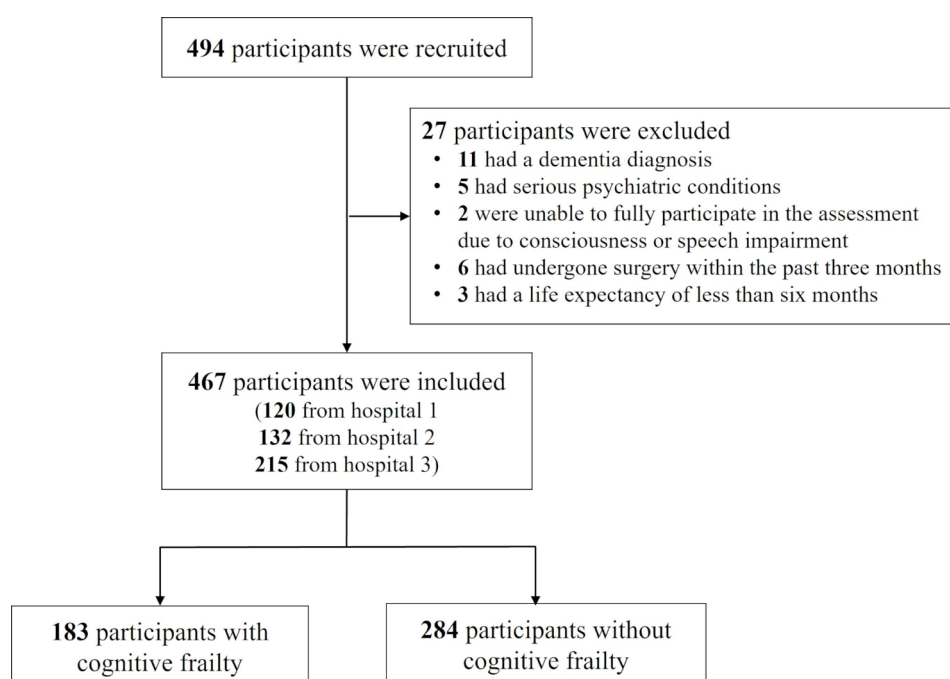 494 participants were recruited
27 participants were excluded
• 11 had a dementia diagnosis
• 5 had serious psychiatric conditions
• 2 were unable to fully participate in the assessment
due to consciousness or speech impairment
• 6 had undergone surgery within the past three months
• 3 had a life expectancy of less than six months
467 participants were included
(120 from hospital 1
132 from hospital 2
215 from hospital 3)
183 participants with
cognitive frailty
284 participants without
cognitive frailty